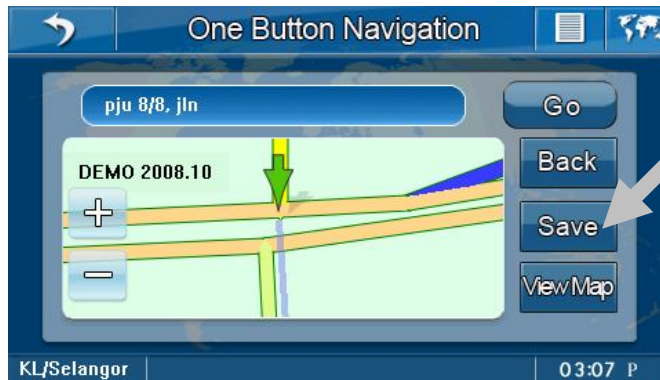 One Button Navigation
pju 8/8, jln
Go
DEMO 2008.10
Back
Save
View Map
KL/Selangor
03:07 P